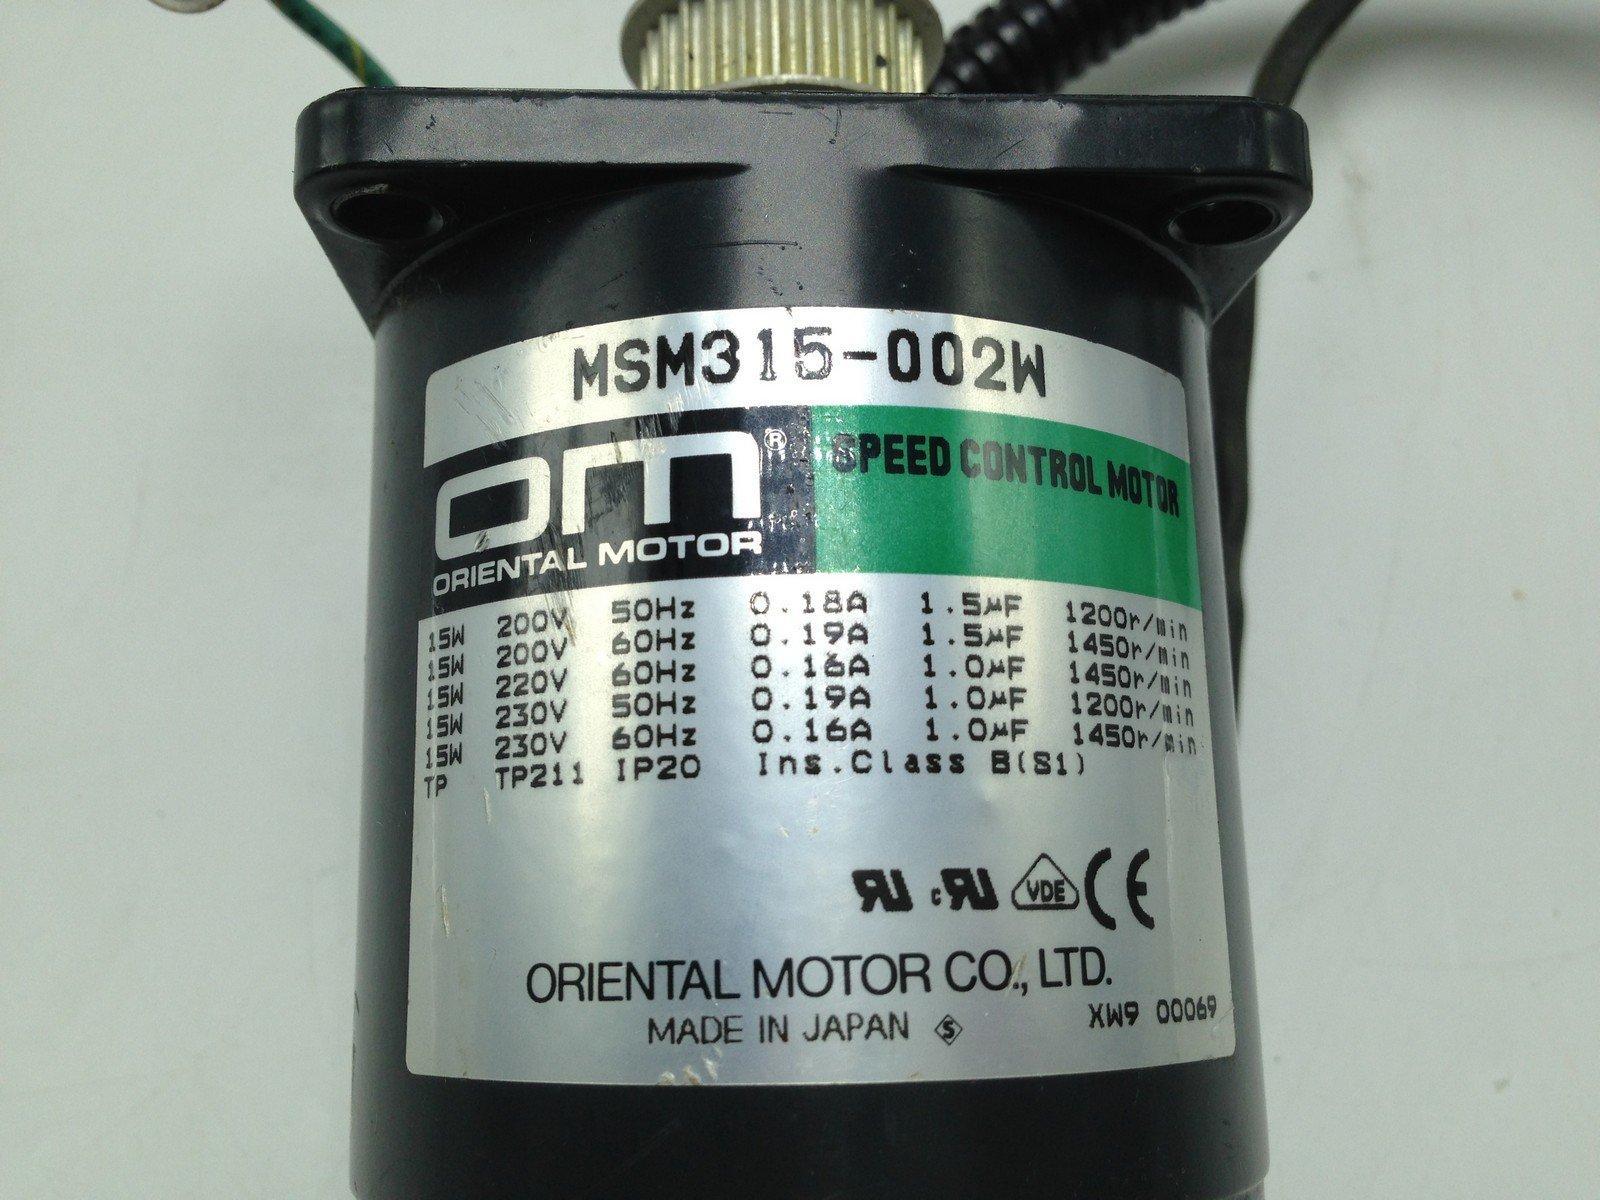 MSM315-002W
om®
ORIENTAL MOTOR
SPEED CONTROL MOTOR
15W 200V 50Hz 0.18A 1.5µF 1200r/min
15W 200V 60Hz 0.19A 1.5µF 1450r/min
15W 220V 60Hz 0.16A 1.0µF 1450r/min
15W 230V 50Hz 0.19A 1.0µF 1200r/min
15W 230V 60Hz 0.16A 1.0µF 1450r/min
TP TP211 IP20 Ins.Class B(S1)
RU cRU VDE CE
ORIENTAL MOTOR CO., LTD.
MADE IN JAPAN S
XW9 00069